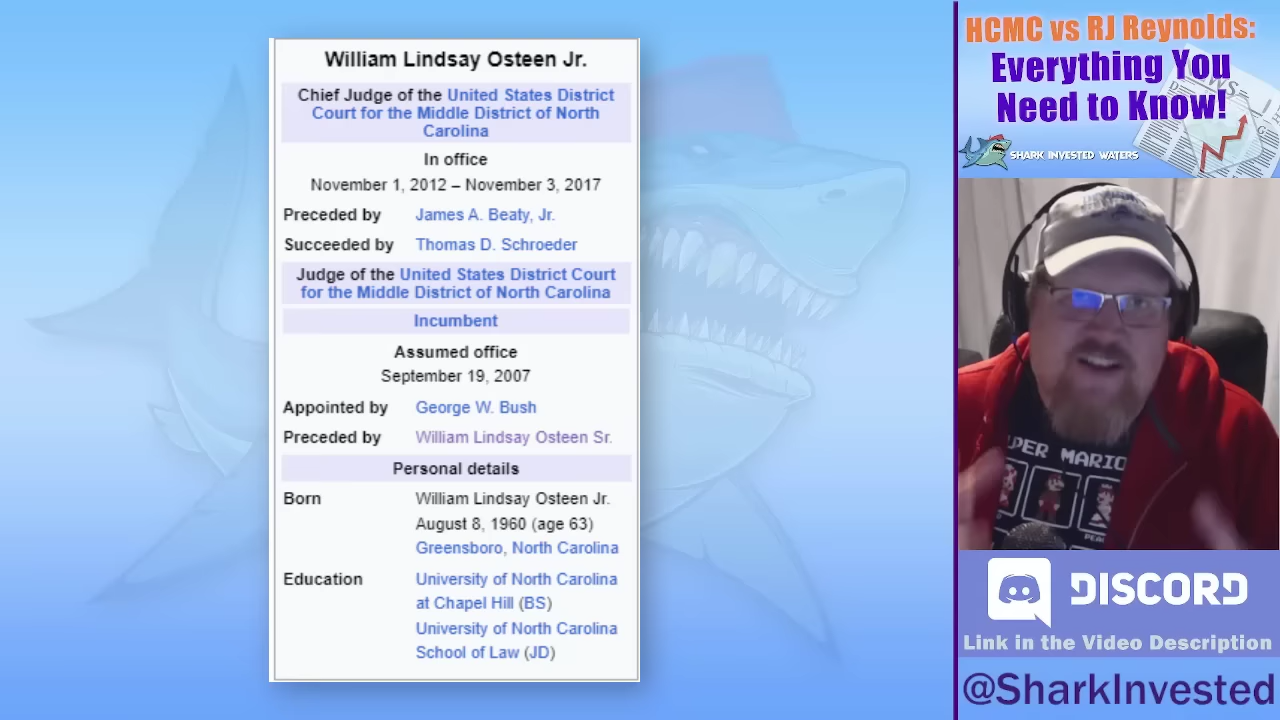 William Lindsay Osteen Jr.
Chief Judge of the United States District
Court for the Middle District of North
Carolina
In office
November 1, 2012 – November 3, 2017
Preceded by James A. Beaty, Jr.
Succeeded by Thomas D. Schroeder
Judge of the United States District Court
for the Middle District of North Carolina
Incumbent
Assumed office
September 19, 2007
Appointed by George W. Bush
Preceded by William Lindsay Osteen Sr.
Personal details
Born William Lindsay Osteen Jr.
August 8, 1960 (age 63)
Greensboro, North Carolina
Education University of North Carolina
at Chapel Hill (BS)
University of North Carolina
School of Law (JD)
HCMC vs RJ Reynolds:
Everything You
Need to Know!
SHARK INVESTED WATERS
MARIO
DISCORD
Link in the Video Description
@SharkInvested